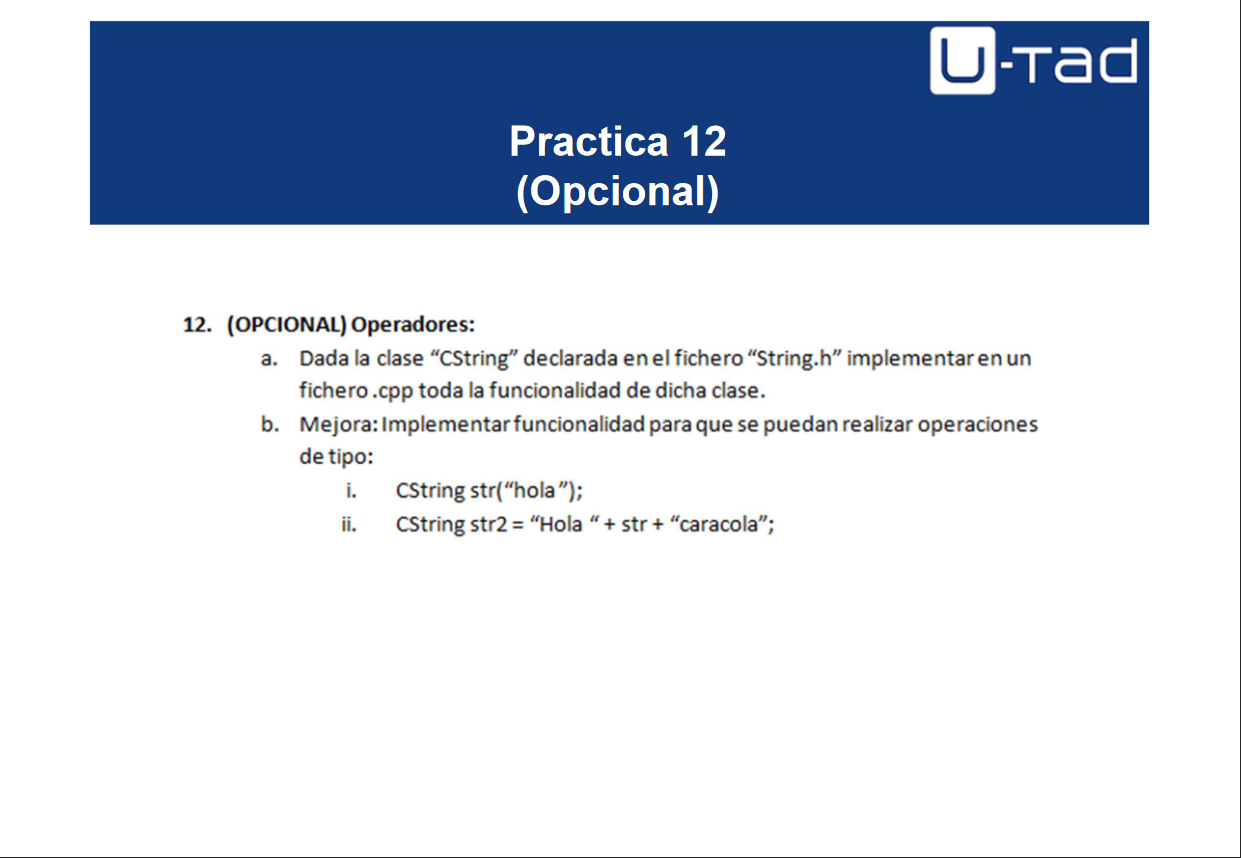 U-Tad
Practica 12
(Opcional)
12. (OPCIONAL) Operadores:
a. Dada la clase “CString” declarada en el fichero “String.h” implementar en un
fichero .cpp toda la funcionalidad de dicha clase.
b. Mejora: Implementar funcionalidad para que se puedan realizar operaciones
de tipo:
i. CString str(“hola”);
ii. CString str2 = “Hola “ + str + “caracola”;